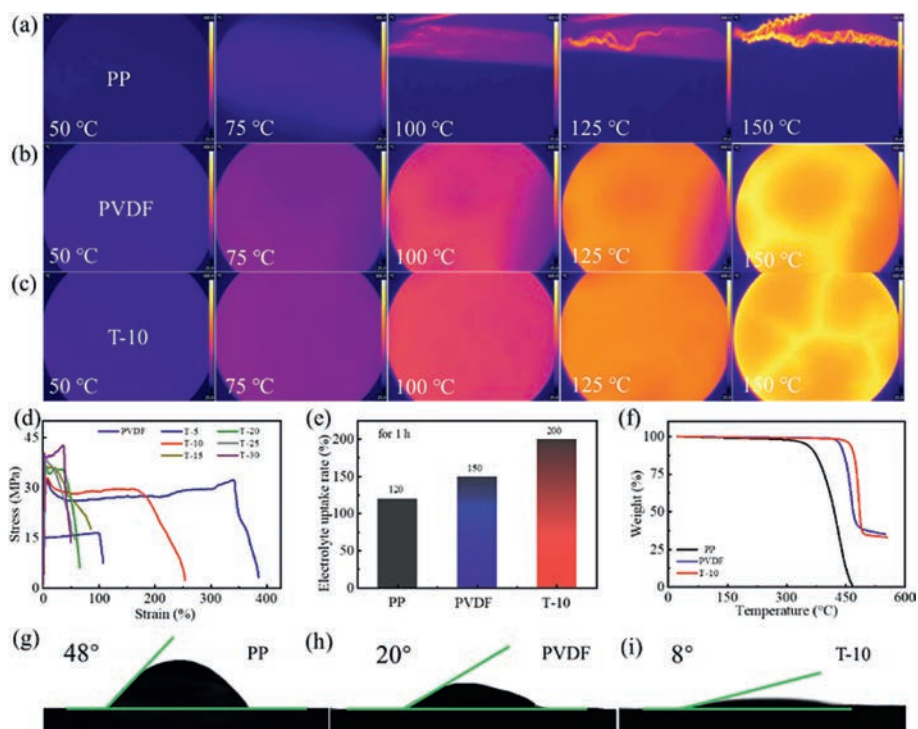 (a)
PP
50 °C
75 °C
100 °C
125 °C
150 °C
(b)
PVDF
50 °C
75 °C
100 °C
125 °C
150 °C
(c)
T-10
50 °C
75 °C
100 °C
125 °C
150 °C
(d)
PVDF
T-5
T-10
T-15
T-20
T-25
T-30
45
30
15
0
Stress (MPa)
0 100 200 300 400
Strain (%)
(e)
for 1 h
200
150
100
50
0
Electrolyte uptake rate (%)
120
150
200
PP PVDF T-10
(f)
100
75
50
25
0
Weight (%)
PP
PVDF
T-10
0 150 300 450 600
Temperature (°C)
(g)
48°
PP
(h)
20°
PVDF
(i)
8°
T-10